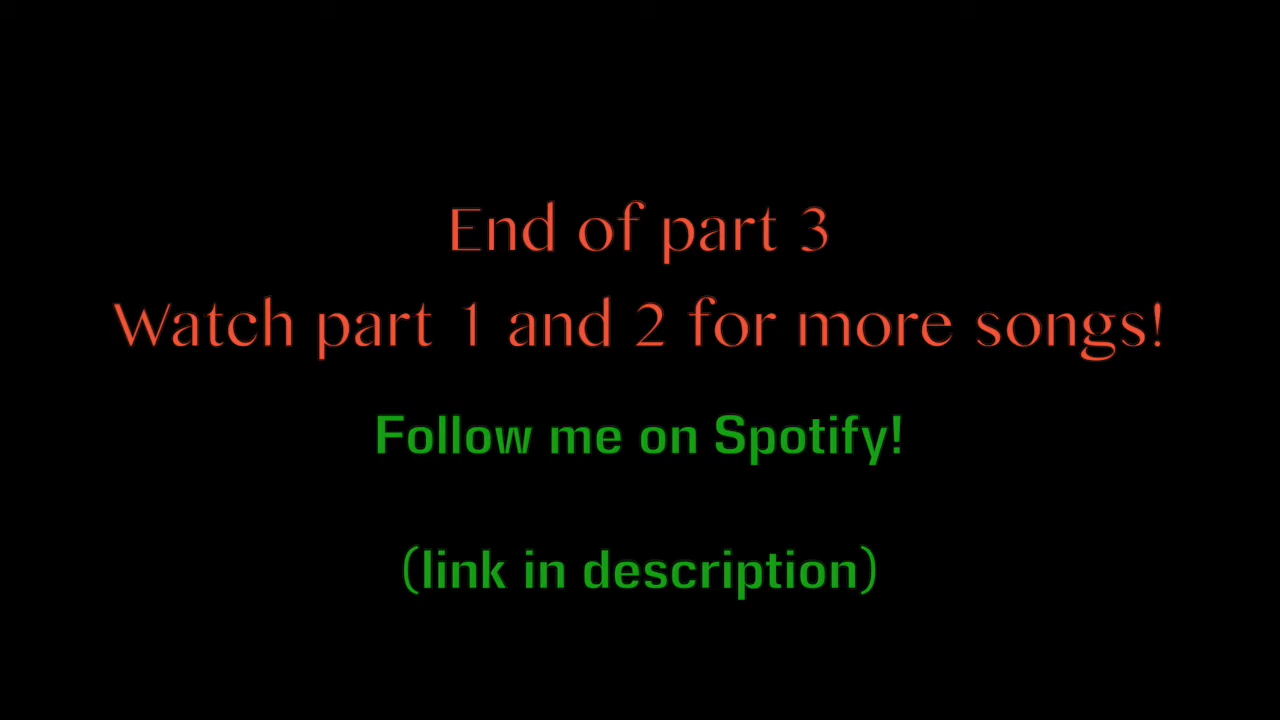 End of part 3
Watch part 1 and 2 for more songs!
Follow me on Spotify!
(link in description)